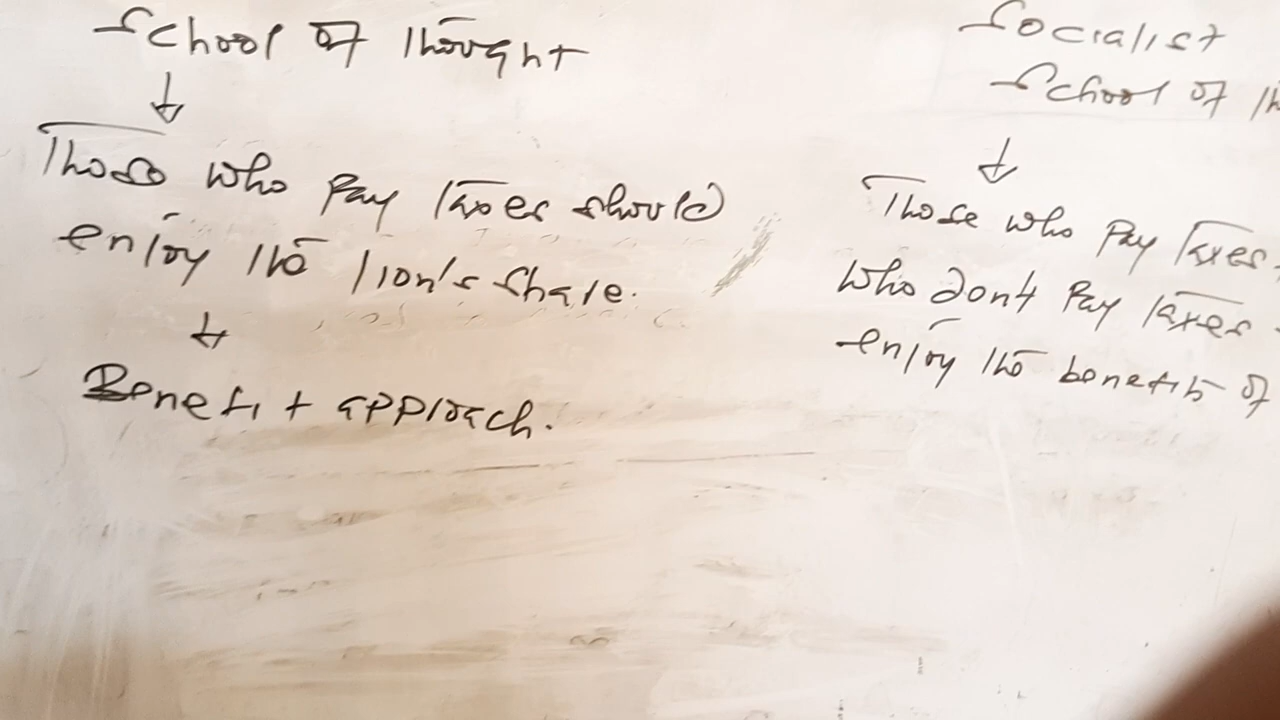 School of Thought
↓
Those who Pay Taxes should
enjoy the lion's share.
↓
Benefit approach.
Socialist
School of
↓
Those who Pay Taxes
who don't Pay Taxes
enjoy the benefits of